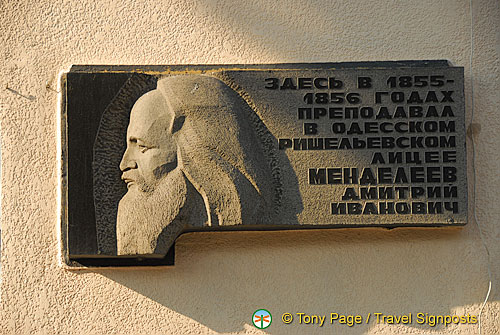 ЗДЕСЬ В 1855-
1856 ГОДАХ
ПРЕПОДАВАЛ
В ОДЕССКОМ
РИШЕЛЬЕВСКОМ
ЛИЦЕЕ
МЕНДЕЛЕЕВ
ДМИТРИЙ
ИВАНОВИЧ
© Tony Page / Travel Signposts